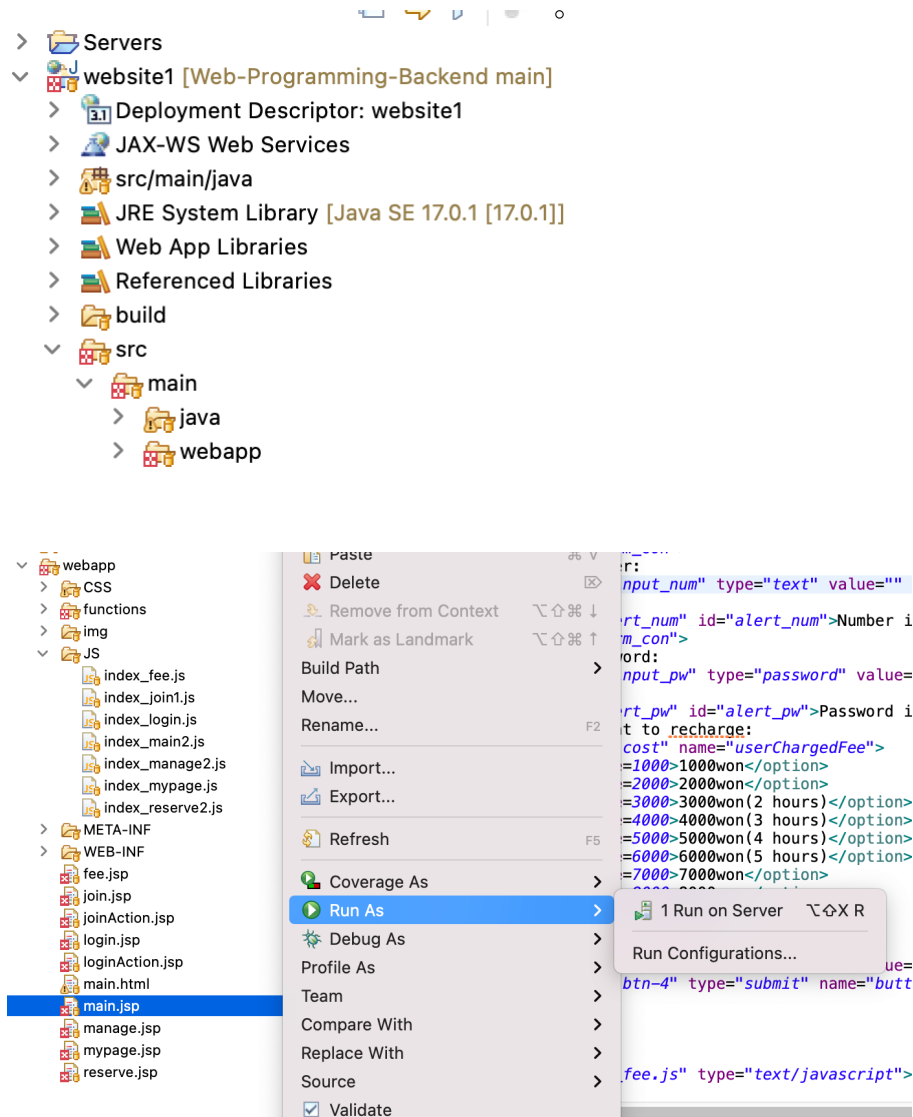 Servers
website1 [Web-Programming-Backend main]
3.1 Deployment Descriptor: website1
JAX-WS Web Services
src/main/java
JRE System Library [Java SE 17.0.1 [17.0.1]]
Web App Libraries
Referenced Libraries
build
src
main
java
webapp
webapp
CSS
functions
img
JS
index_fee.js
index_join1.js
index_login.js
index_main2.js
index_manage2.js
index_mypage.js
index_reserve2.js
META-INF
WEB-INF
fee.jsp
join.jsp
joinAction.jsp
login.jsp
loginAction.jsp
main.html
main.jsp
manage.jsp
mypage.jsp
reserve.jsp
Paste ⌘ V
Delete ⌦
Remove from Context ⌥⇧⌘↓
Mark as Landmark ⌥⇧⌘↑
Build Path
Move...
Rename... F2
Import...
Export...
Refresh F5
Coverage As
Run As
Debug As
Profile As
Team
Compare With
Replace With
Source
Validate
1 Run on Server ⌥⇧X R
Run Configurations...
r:
nput_num" type="text" value=""
rt_num" id="alert_num">Number i
m_con">
ord:
nput_pw" type="password" value=
rt_pw" id="alert_pw">Password i
t to recharge:
cost" name="userChargedFee">
=1000>1000won</option>
=2000>2000won</option>
=3000>3000won(2 hours)</option>
=4000>4000won(3 hours)</option>
=5000>5000won(4 hours)</option>
=6000>6000won(5 hours)</option>
=7000>7000won</option>
ue=
btn-4" type="submit" name="butt
fee.js" type="text/javascript">